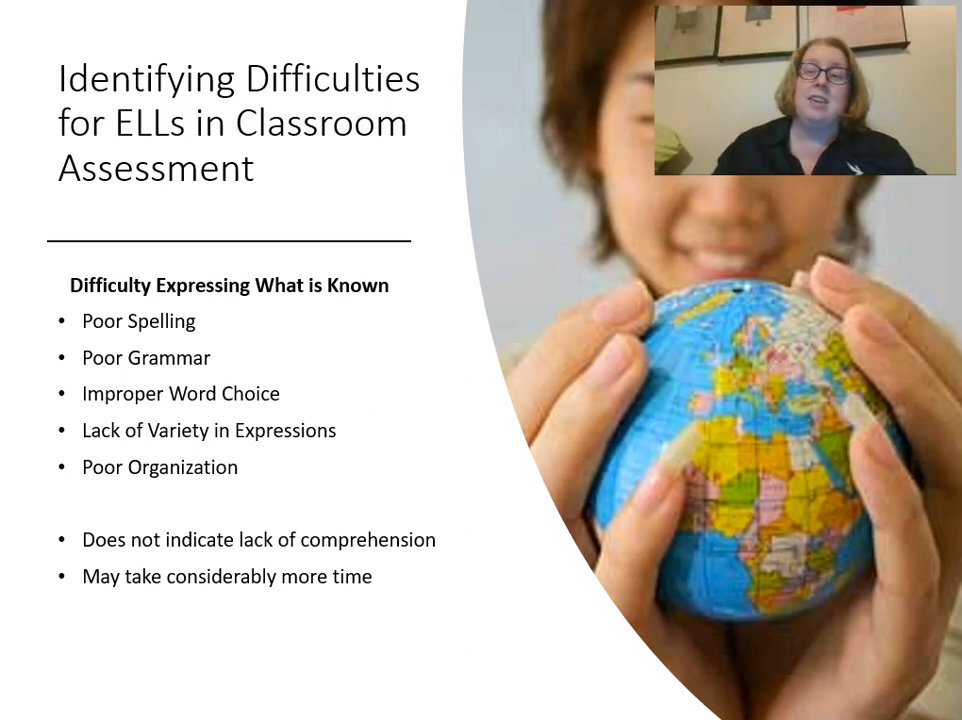 Identifying Difficulties
for ELLs in Classroom
Assessment
Difficulty Expressing What is Known
• Poor Spelling
• Poor Grammar
• Improper Word Choice
• Lack of Variety in Expressions
• Poor Organization
• Does not indicate lack of comprehension
• May take considerably more time